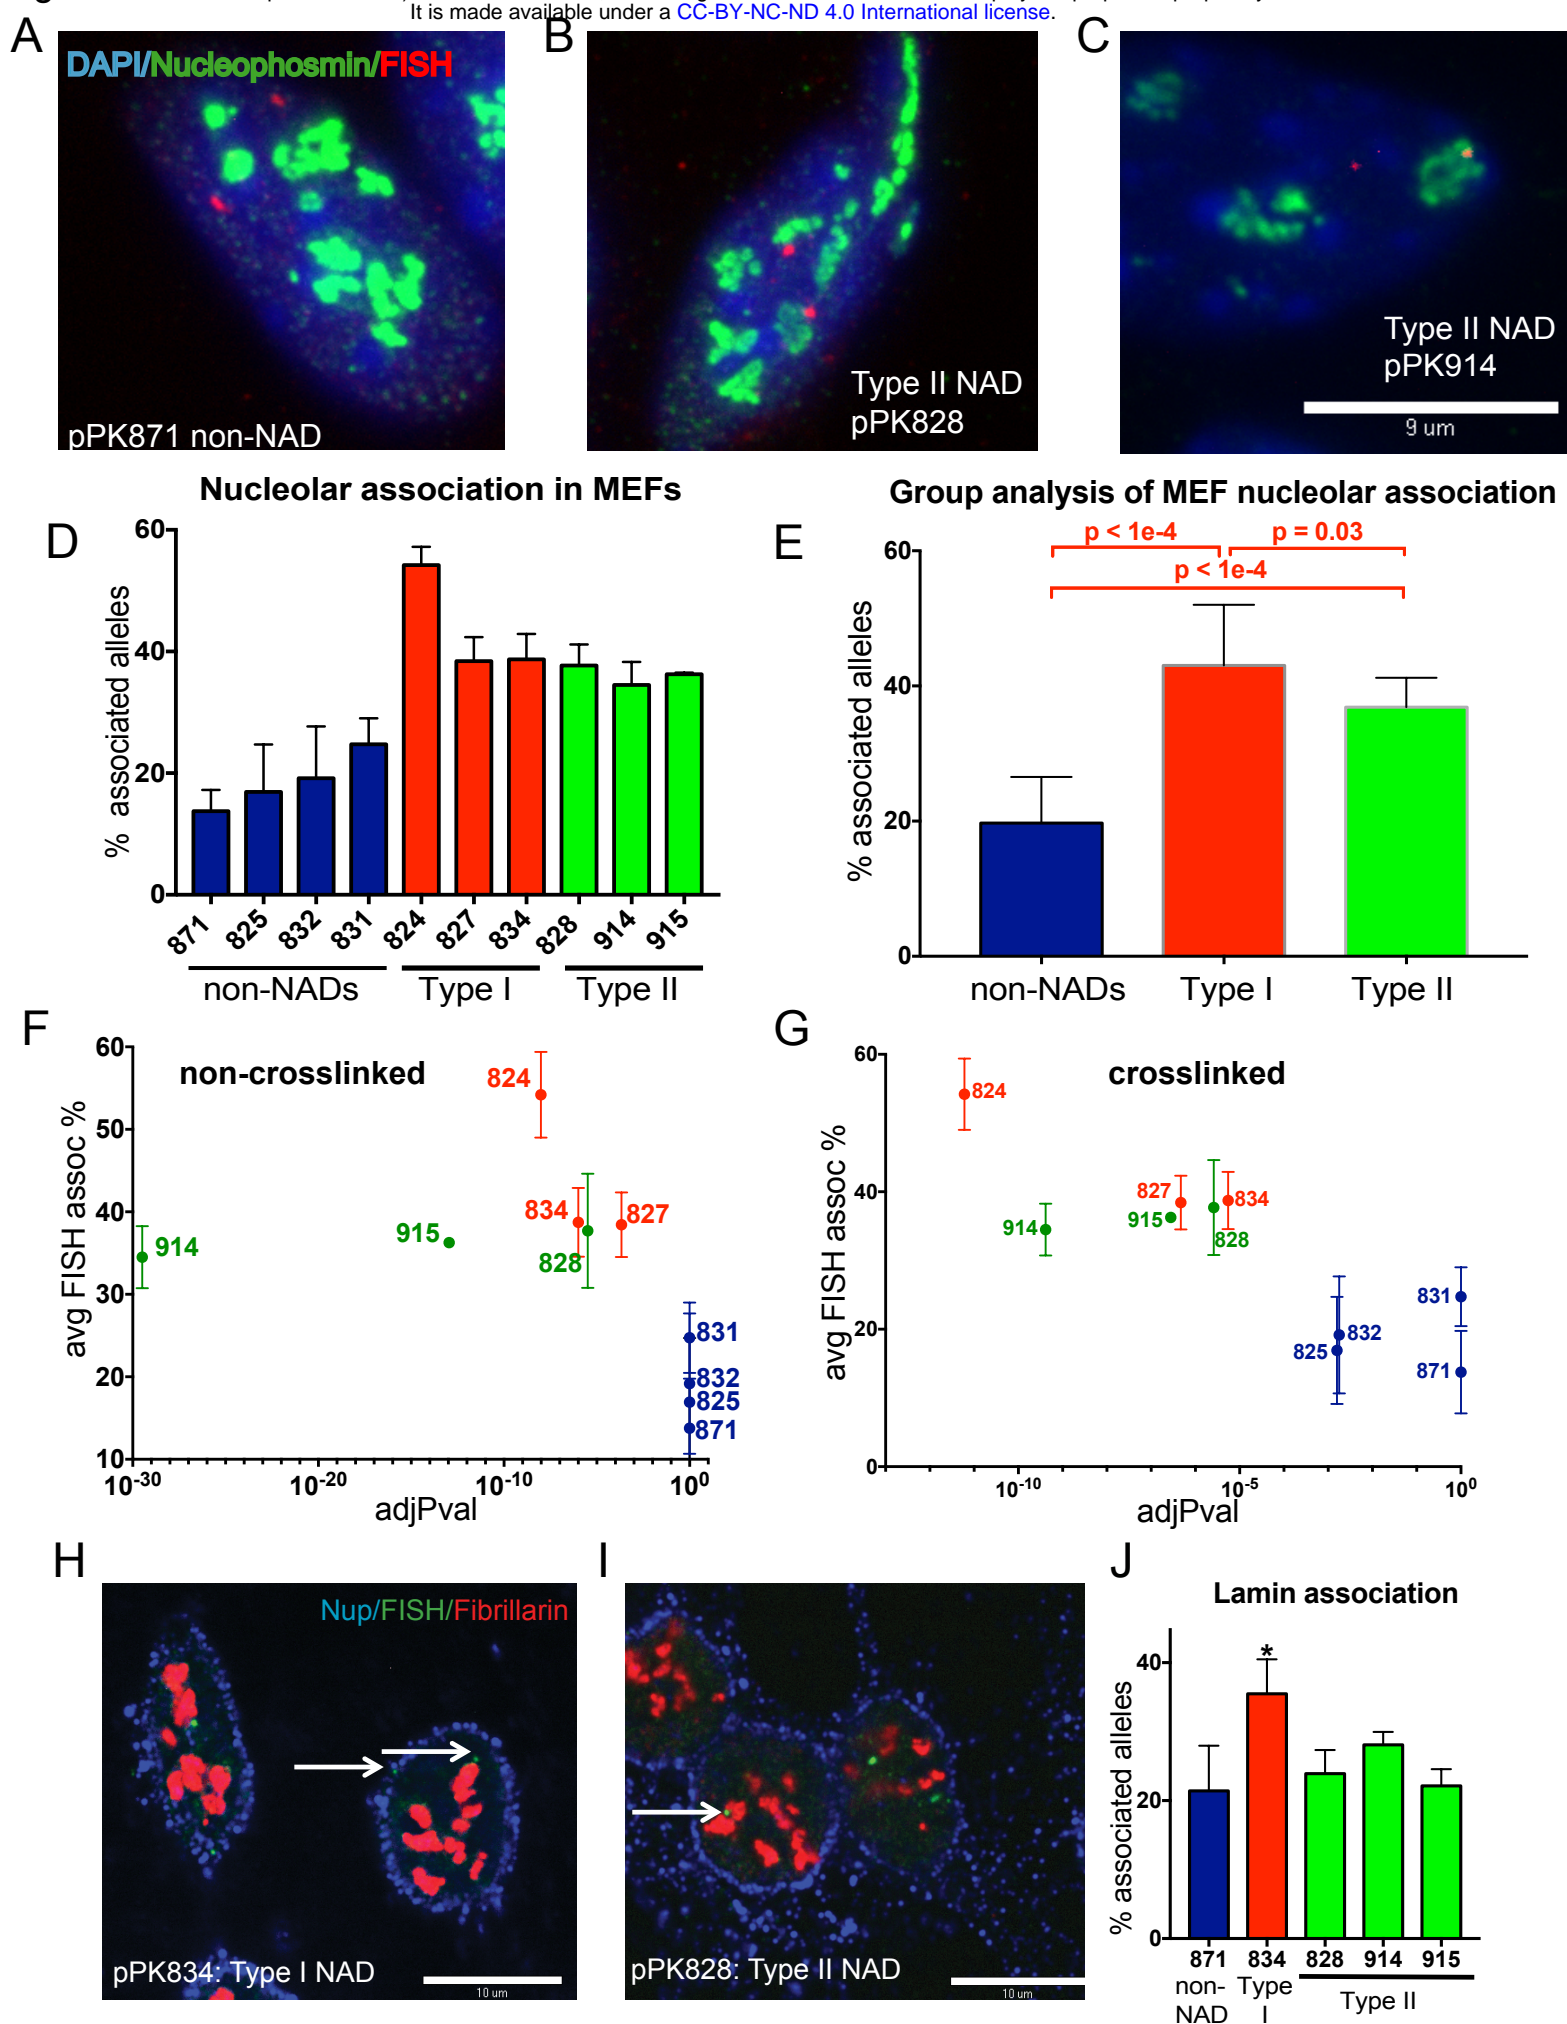 It is made available under a CC-BY-NC-ND 4.0 International license.
A
B
C
DAPI/Nucleophosmin/FISH
pPK871 non-NAD
Type II NAD
pPK828
Type II NAD
pPK914
9 um
D
Nucleolar association in MEFs
% associated alleles
60
40
20
0
871
825
832
831
824
827
834
828
914
915
non-NADs
Type I
Type II
E
Group analysis of MEF nucleolar association
p < 1e-4
p = 0.03
p < 1e-4
% associated alleles
60
40
20
0
non-NADs
Type I
Type II
F
non-crosslinked
avg FISH assoc %
60
50
40
30
20
10
824
834
827
915
828
914
831
832
825
871
10-30
10-20
10-10
100
adjPval
G
crosslinked
avg FISH assoc %
60
40
20
0
824
827
834
915
914
828
831
832
825
871
10-10
10-5
100
adjPval
H
Nup/FISH/Fibrillarin
pPK834: Type I NAD
10 um
I
pPK828: Type II NAD
10 um
J
Lamin association
% associated alleles
40
20
0
*
871
834
828
914
915
non-
NAD
Type
I
Type II